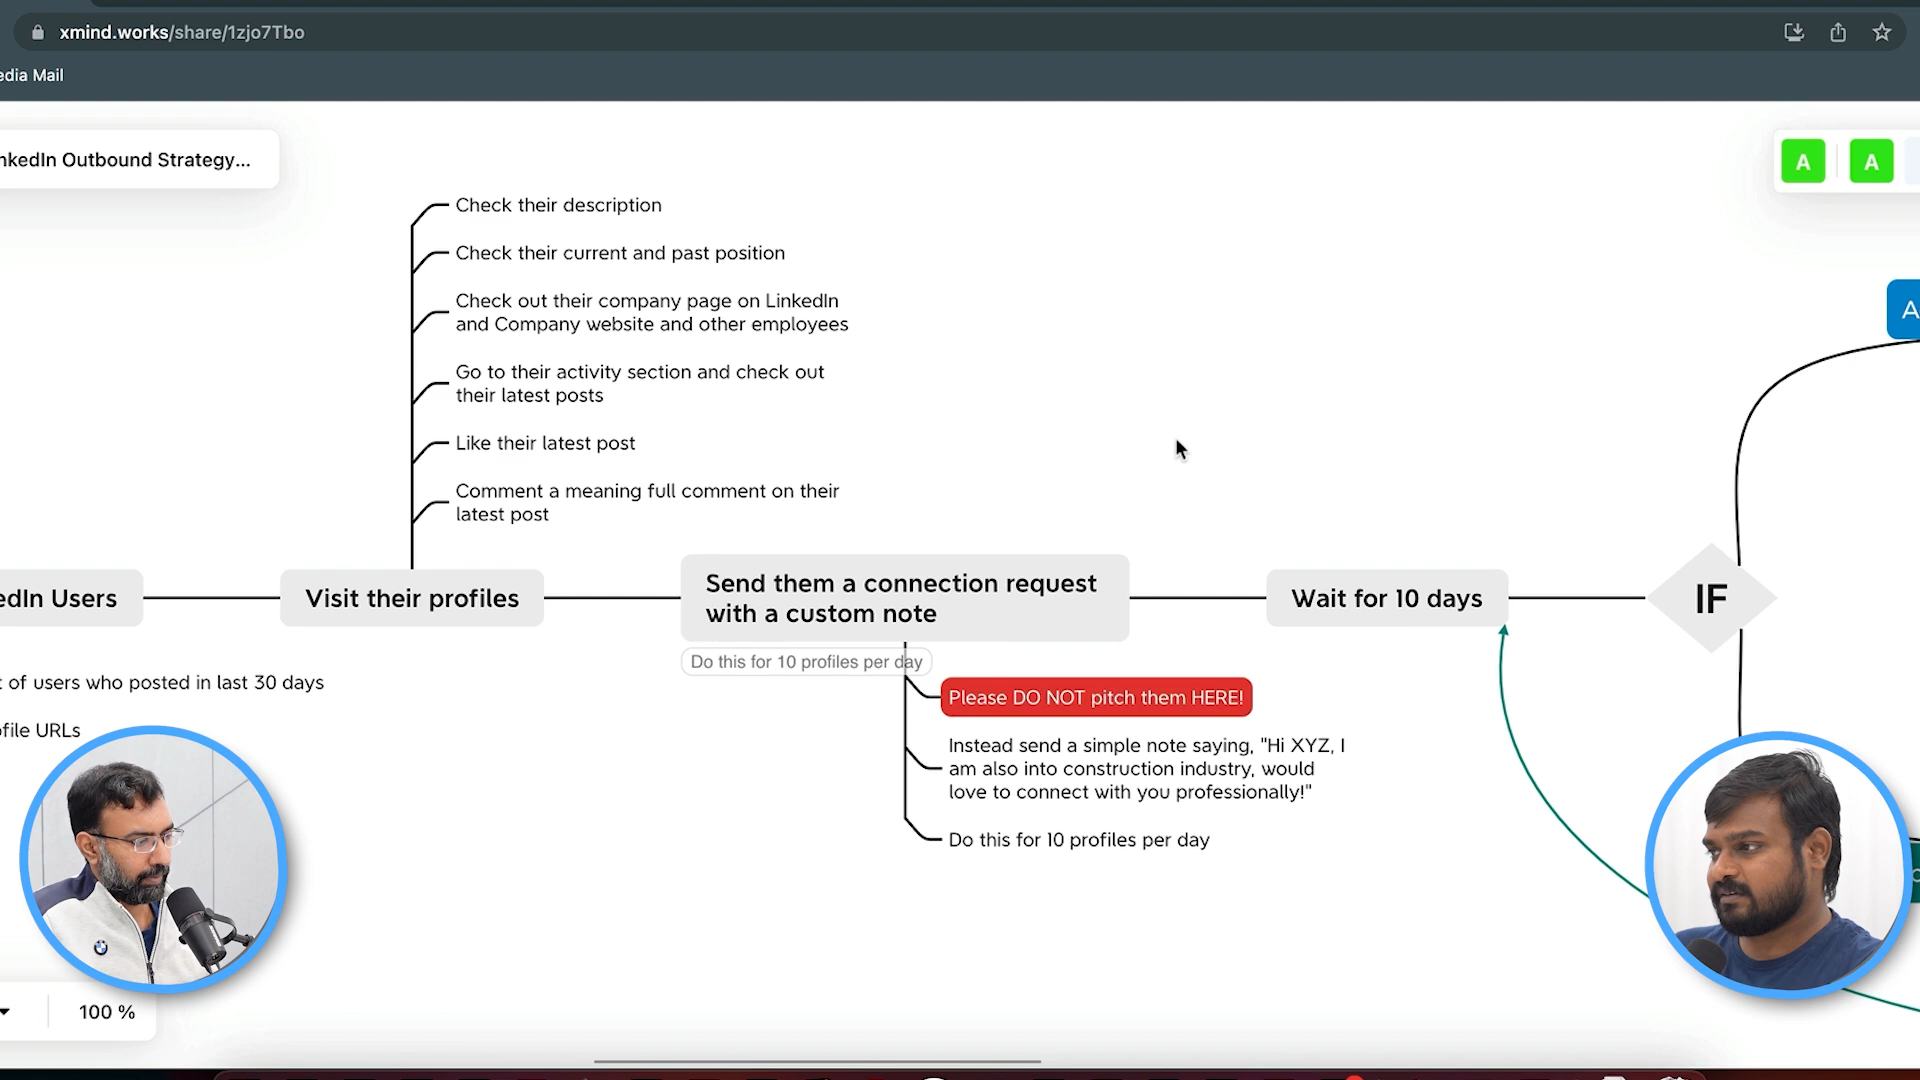 xmind.works/share/1zjo7Tbo
edia Mail
nkedIn Outbound Strategy...
A
A
Check their description
Check their current and past position
Check out their company page on LinkedIn
and Company website and other employees
Go to their activity section and check out
their latest posts
Like their latest post
Comment a meaning full comment on their
latest post
A
edIn Users
Visit their profiles
Send them a connection request
with a custom note
Wait for 10 days
IF
Do this for 10 profiles per day
of users who posted in last 30 days
ofile URLs
Please DO NOT pitch them HERE!
Instead send a simple note saying, "Hi XYZ, I
am also into construction industry, would
love to connect with you professionally!"
Do this for 10 profiles per day
100 %